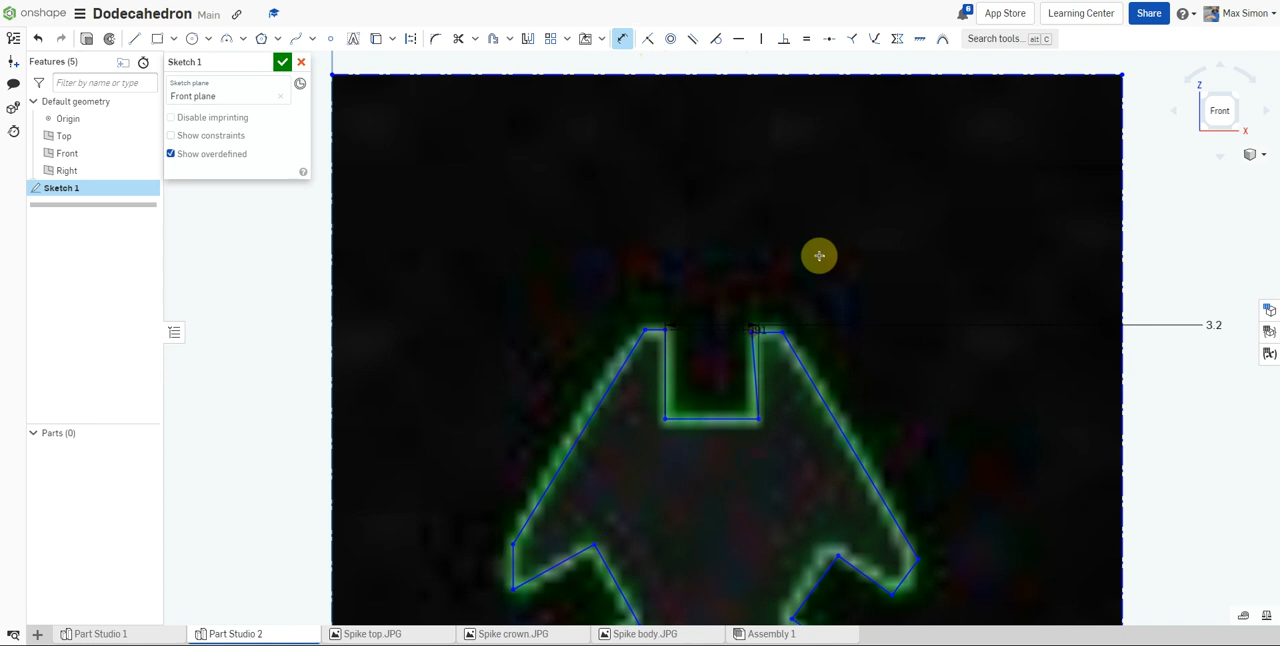 onshape Dodecahedron Main 6 App Store Learning Center Share Max Simon
Search tools... alt C
Features (5)
Filter by name or type
Default geometry
Origin
Top
Front
Right
Sketch 1
Parts (0)
Sketch 1
Sketch plane
Front plane
Disable imprinting
Show constraints
Show overdefined
Z
Front
X
3.2
Part Studio 1 Part Studio 2 Spike top.JPG Spike crown.JPG Spike body.JPG Assembly 1